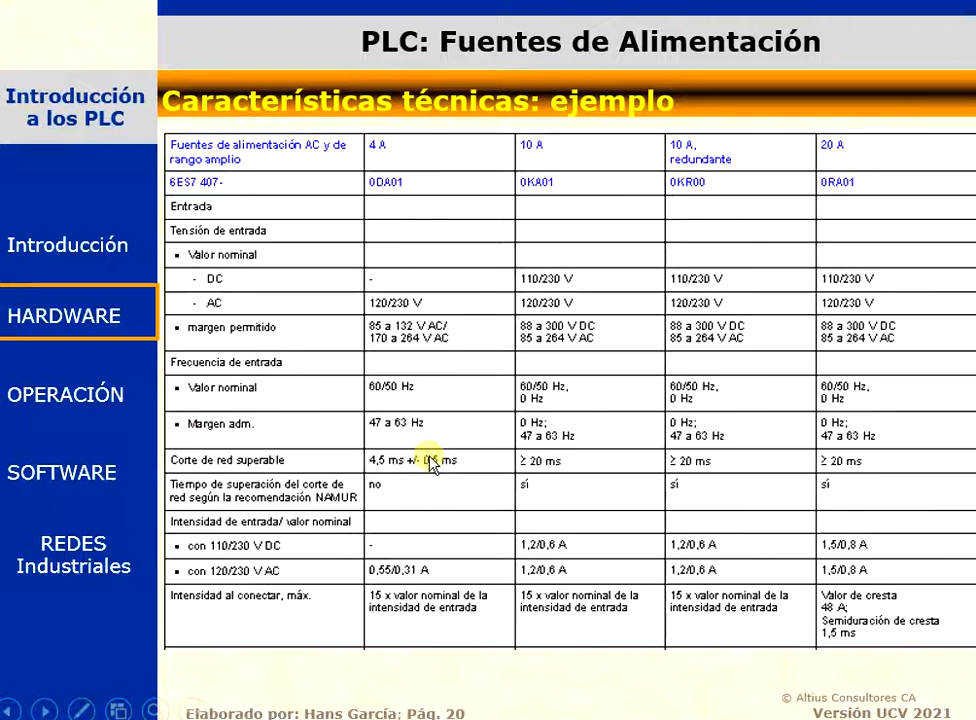 PLC: Fuentes de Alimentación
Introducción
a los PLC
Características técnicas: ejemplo
Introducción
HARDWARE
OPERACIÓN
SOFTWARE
REDES
Industriales
Fuentes de alimentación AC y de
rango amplio
4 A
10 A
10 A,
redundante
20 A
6ES7 407-
0DA01
0KA01
0KR00
0RA01
Entrada
Tensión de entrada
• Valor nominal
- DC
-
110/230 V
110/230 V
110/230 V
- AC
120/230 V
120/230 V
120/230 V
120/230 V
• margen permitido
85 a 132 V AC/
170 a 264 V AC
88 a 300 V DC
85 a 264 V AC
88 a 300 V DC
85 a 264 V AC
88 a 300 V DC
85 a 264 V AC
Frecuencia de entrada
• Valor nominal
60/50 Hz
60/50 Hz,
0 Hz
60/50 Hz,
0 Hz
60/50 Hz,
0 Hz
• Margen adm.
47 a 63 Hz
0 Hz;
47 a 63 Hz
0 Hz;
47 a 63 Hz
0 Hz;
47 a 63 Hz
Corte de red superable
4,5 ms +/- ms
≥ 20 ms
≥ 20 ms
≥ 20 ms
Tiempo de superación del corte de
red según la recomendación NAMUR
no
sí
sí
sí
Intensidad de entrada/ valor nominal
• con 110/230 V DC
-
1,2/0,6 A
1,2/0,6 A
1,5/0,8 A
• con 120/230 V AC
0,55/0,31 A
1,2/0,6 A
1,2/0,6 A
1,5/0,8 A
Intensidad al conectar, máx.
15 x valor nominal de la
intensidad de entrada
15 x valor nominal de la
intensidad de entrada
15 x valor nominal de la
intensidad de entrada
Valor de cresta
48 A;
Semiduración de cresta
1,5 ms
© Altius Consultores CA
Elaborado por: Hans García; Pág. 20
Versión UCV 2021